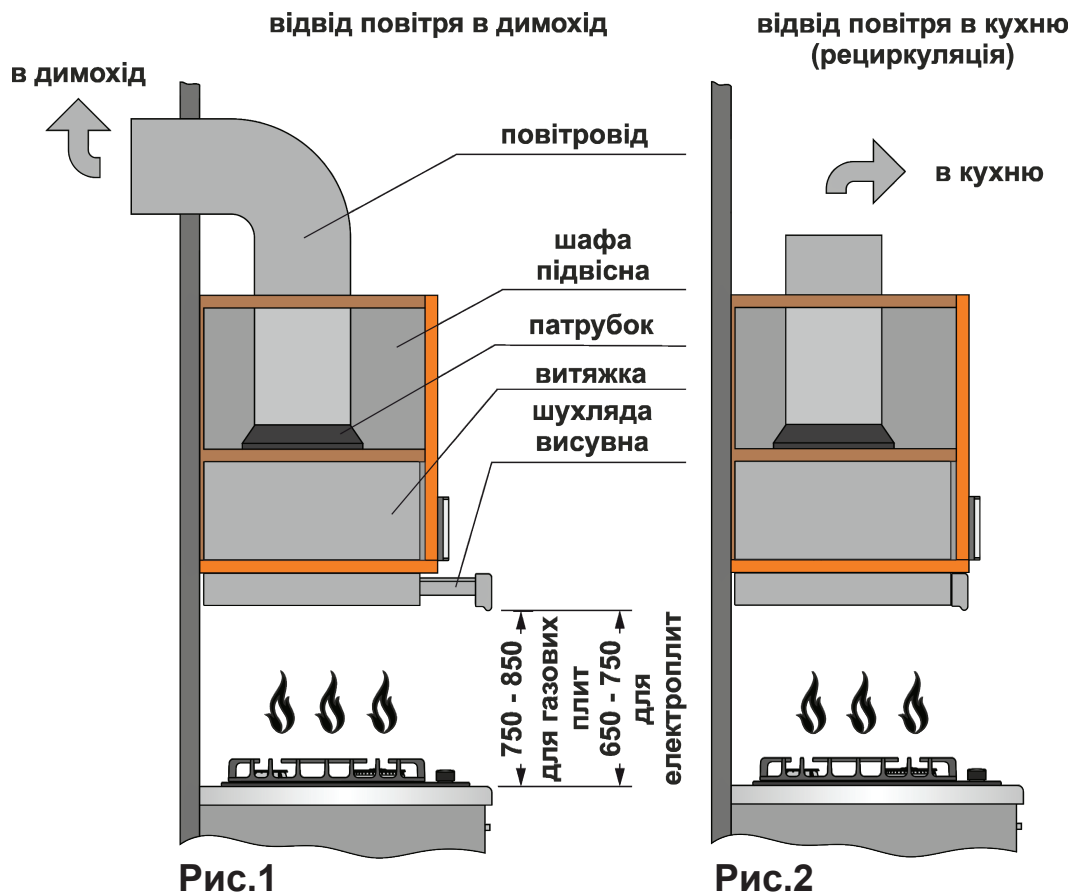 відвід повітря в димохід
в димохід
повітровід
шафа
підвісна
патрубок
витяжка
шухляда
висувна
750 - 850
для газових
плит
650 - 750
для
електроплит
Рис.1
відвід повітря в кухню
(рециркуляція)
в кухню
Рис.2